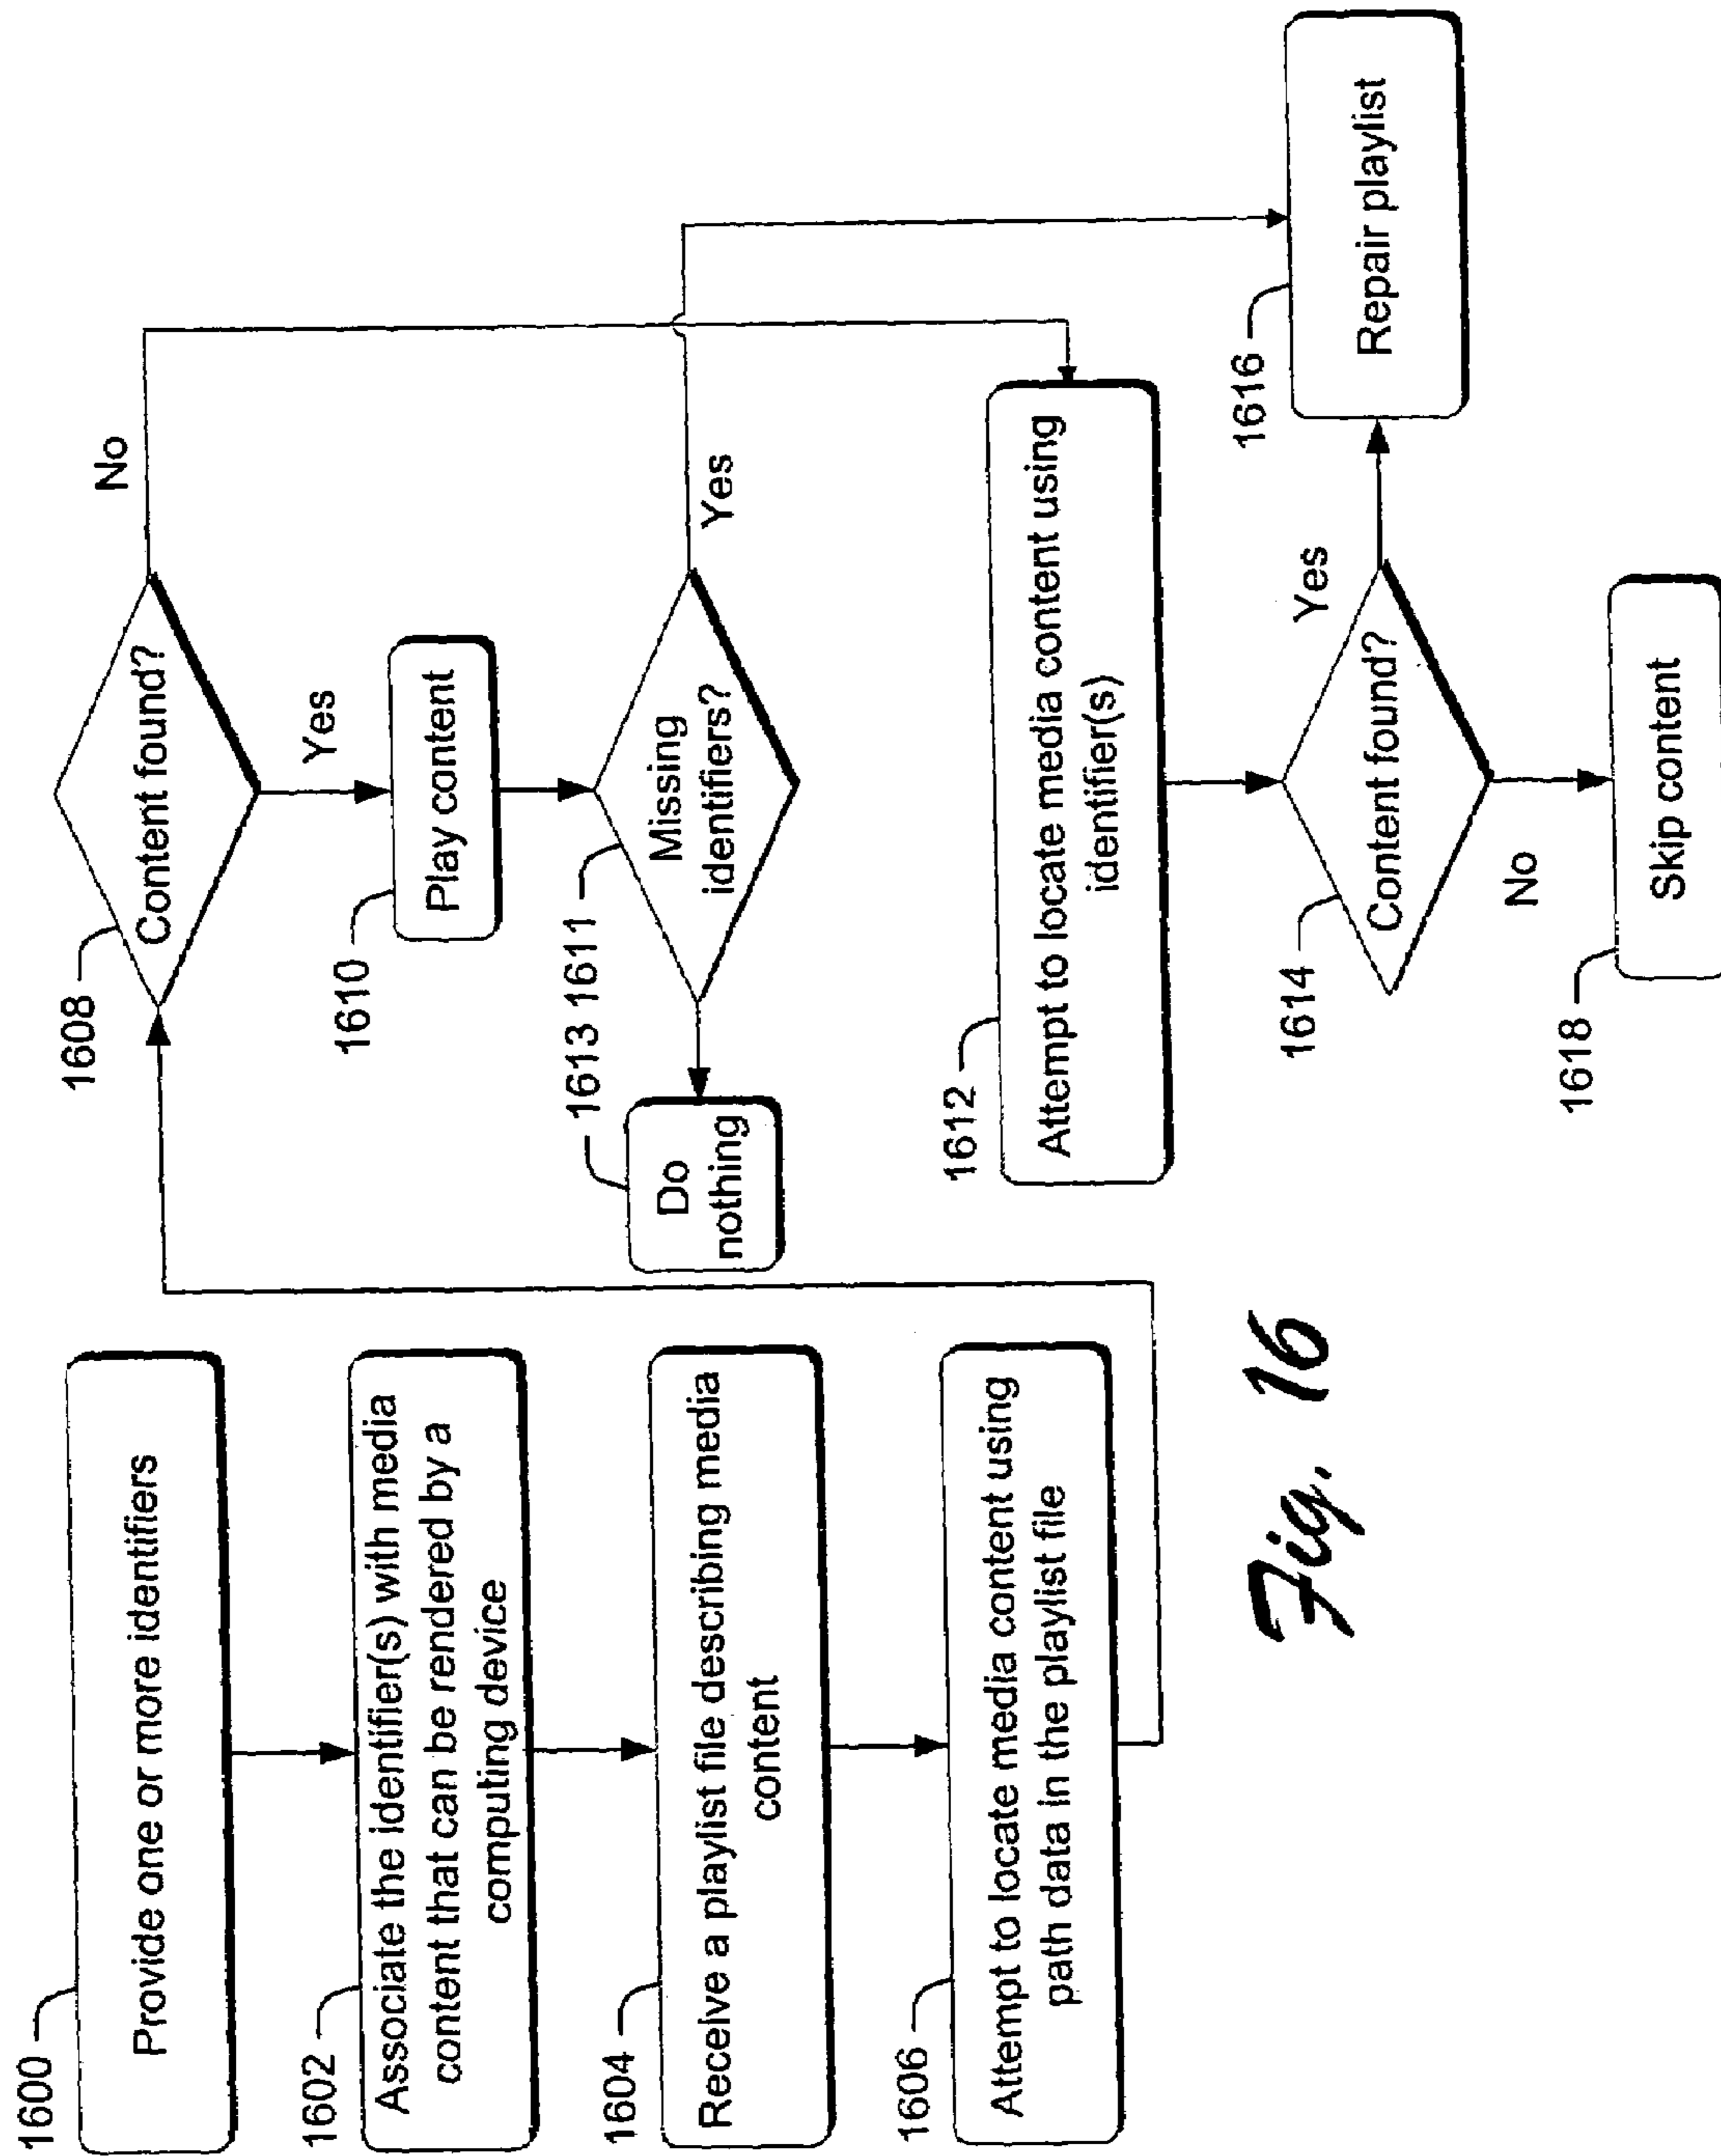 1600
Provide one or more identifiers
1602
Associate the identifier(s) with media
content that can be rendered by a
computing device
1604
Receive a playlist file describing media
content
1606
Attempt to locate media content using
path data in the playlist file
1608
Content found?
No
Yes
1610
Play content
1613
1611
Missing
identifiers?
Yes
Do
nothing
1612
Attempt to locate media content using
identifier(s)
1614
Content found?
Yes
No
1616
Repair playlist
1618
Skip content
Fig. 16